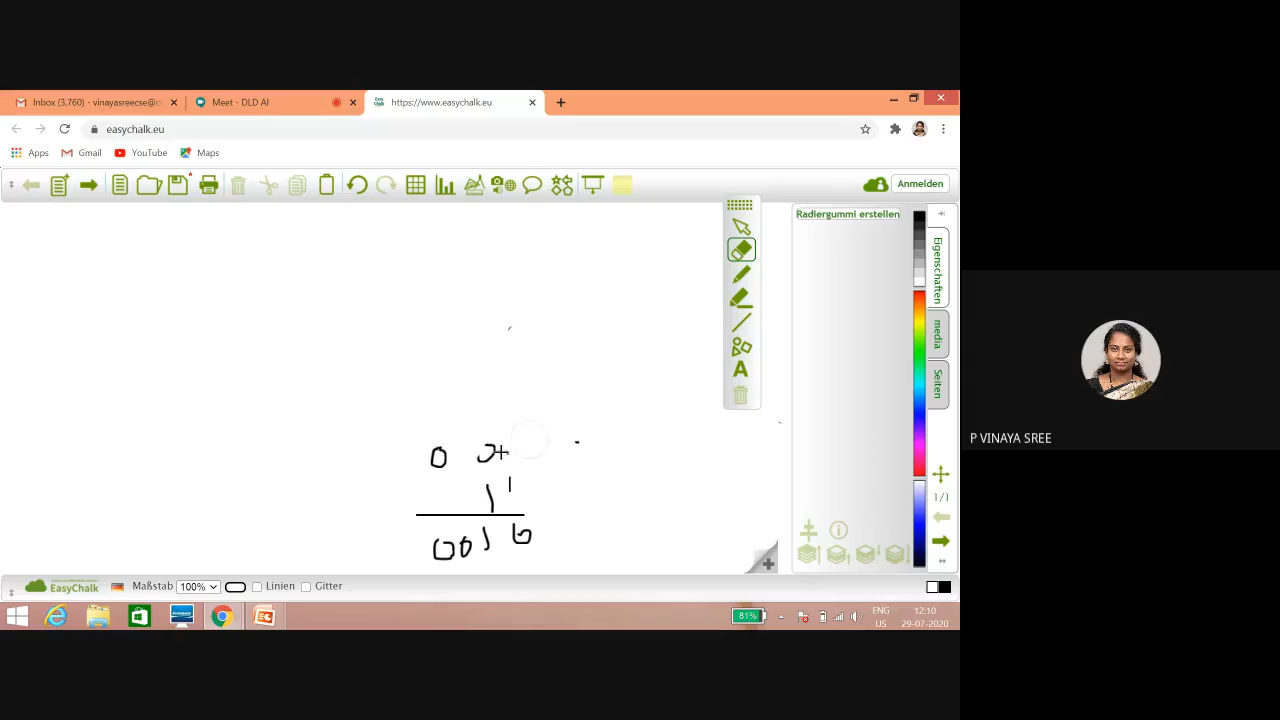 Inbox (3,760) - vinayasreecse@c
Meet - DLD AI
https://www.easychalk.eu
easychalk.eu
Apps
Gmail
YouTube
Maps
Anmelden
Radiergummi erstellen
Eigenschaften
media
Seiten
A
0
1
1/1
P VINAYA SREE
EasyChalk
Maßstab
100%
Linien
Gitter
81%
ENG
US
12:10
29-07-2020